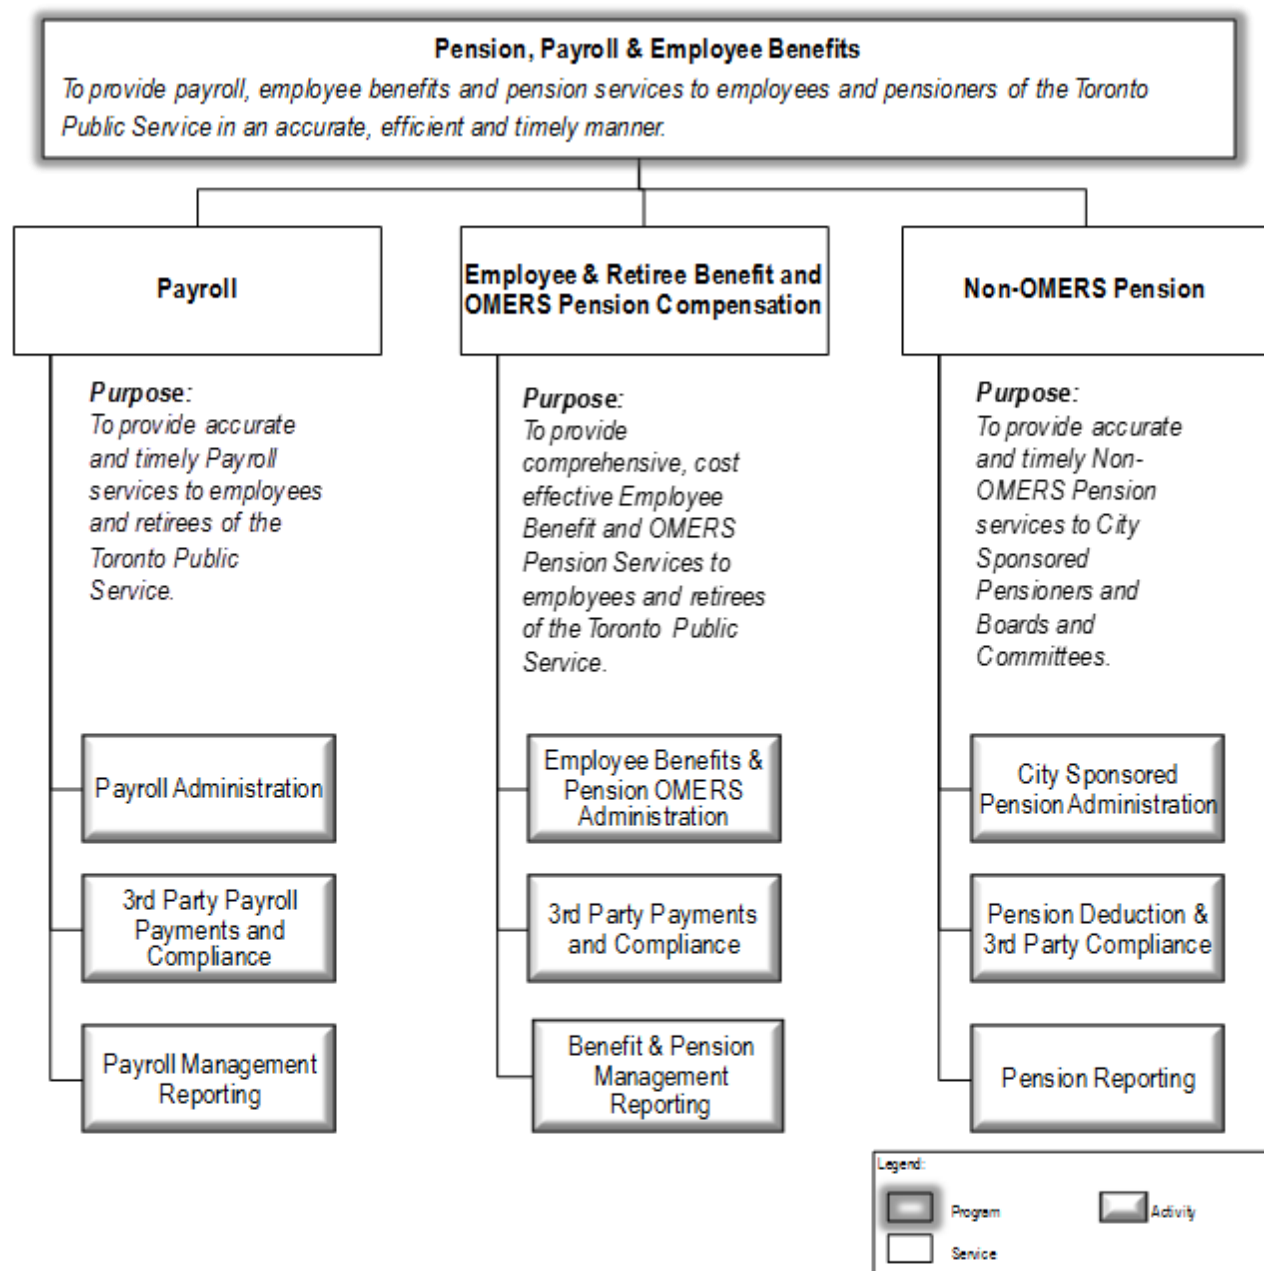 Pension, Payroll & Employee Benefits
To provide payroll, employee benefits and pension services to employees and pensioners of the Toronto
Public Service in an accurate, efficient and timely manner.
Payroll
Purpose:
To provide accurate
and timely Payroll
services to employees
and retirees of the
Toronto Public
Service.
Payroll Administration
3rd Party Payroll
Payments and
Compliance
Payroll Management
Reporting
Employee & Retiree Benefit and
OMERS Pension Compensation
Purpose:
To provide
comprehensive, cost
effective Employee
Benefit and OMERS
Pension Services to
employees and retirees
of the Toronto Public
Service.
Employee Benefits &
Pension OMERS
Administration
3rd Party Payments
and Compliance
Benefit & Pension
Management
Reporting
Non-OMERS Pension
Purpose:
To provide accurate
and timely Non-
OMERS Pension
services to City
Sponsored
Pensioners and
Boards and
Committees.
City Sponsored
Pension Administration
Pension Deduction &
3rd Party Compliance
Pension Reporting
Legend:
Program
Activity
Service